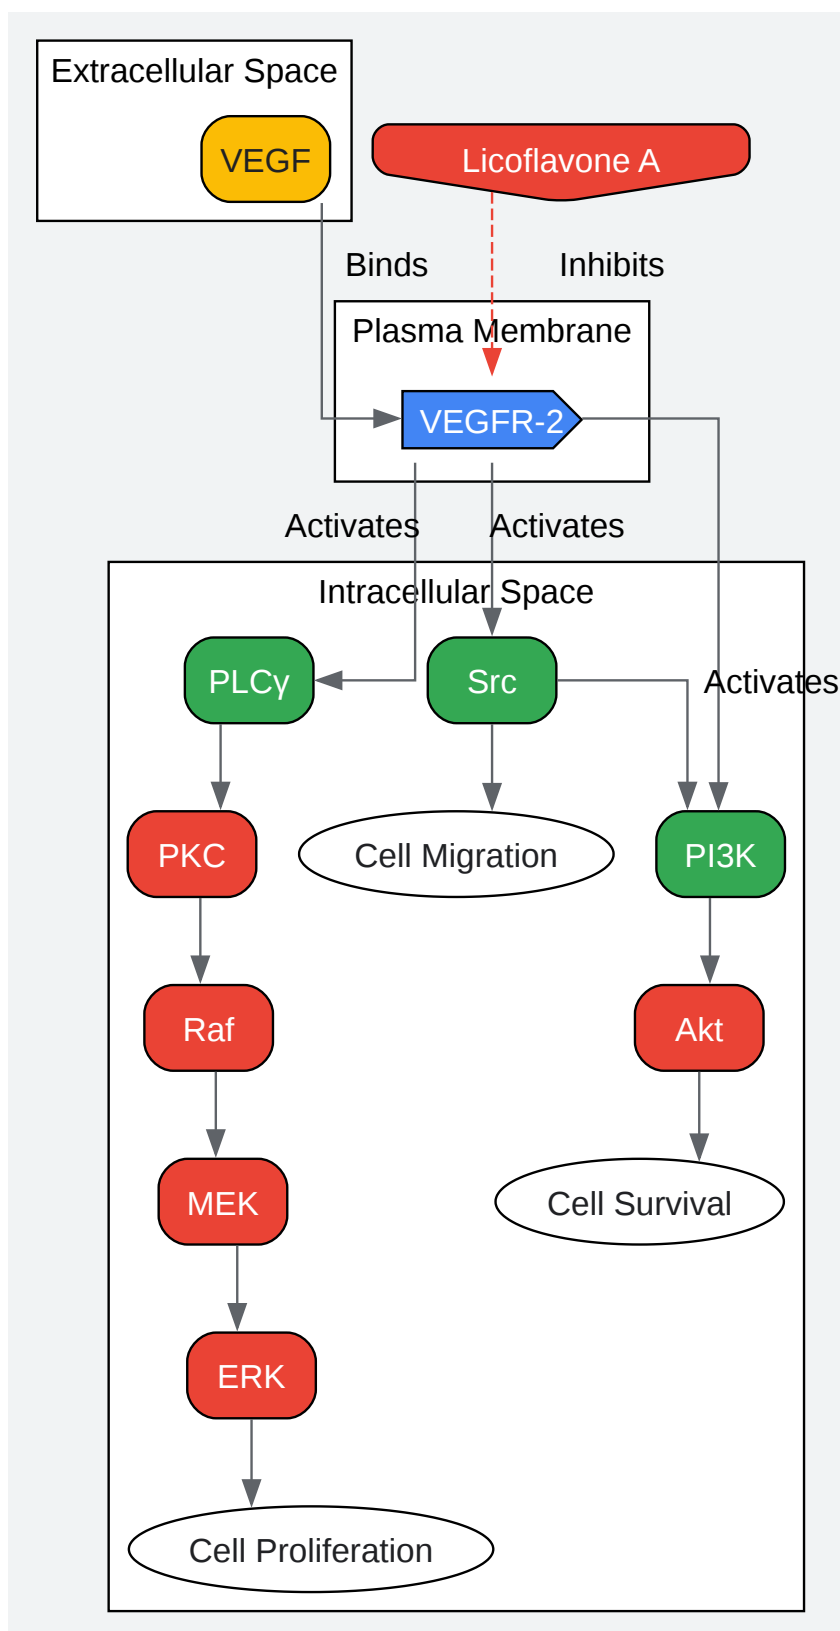 Extracellular Space
VEGF
Licoflavone A
Binds
Inhibits
Plasma Membrane
VEGFR-2
Activates
Activates
Intracellular Space
PLCγ
Src
Activates
PKC
Cell Migration
PI3K
Raf
Akt
MEK
Cell Survival
ERK
Cell Proliferation